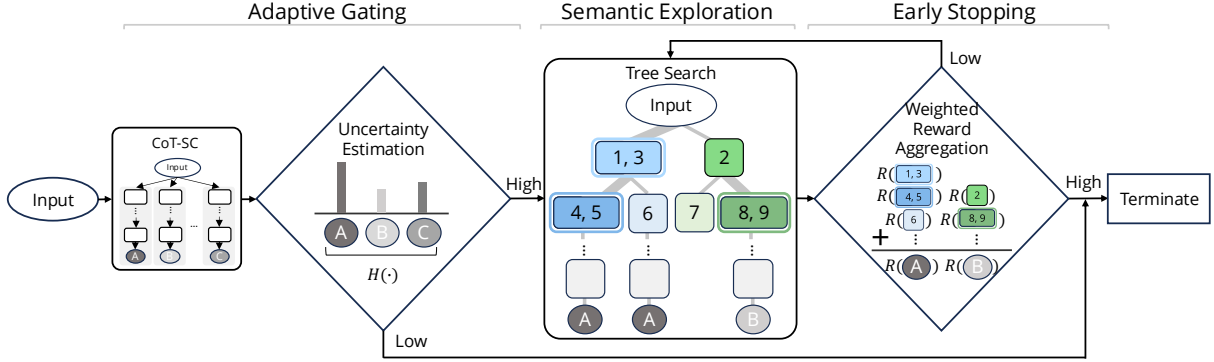 Adaptive Gating
Semantic Exploration
Early Stopping
Input
CoT-SC
Input
...
A
B
C
Uncertainty
Estimation
A B C
H(·)
High
Low
Tree Search
Input
1, 3
2
4, 5
6
7
8, 9
A
A
B
Low
Weighted
Reward
Aggregation
R( 1, 3 )
R( 4, 5 ) R( 2 )
R( 6 ) R( 8, 9 )
+
R( A ) R( B )
High
Terminate